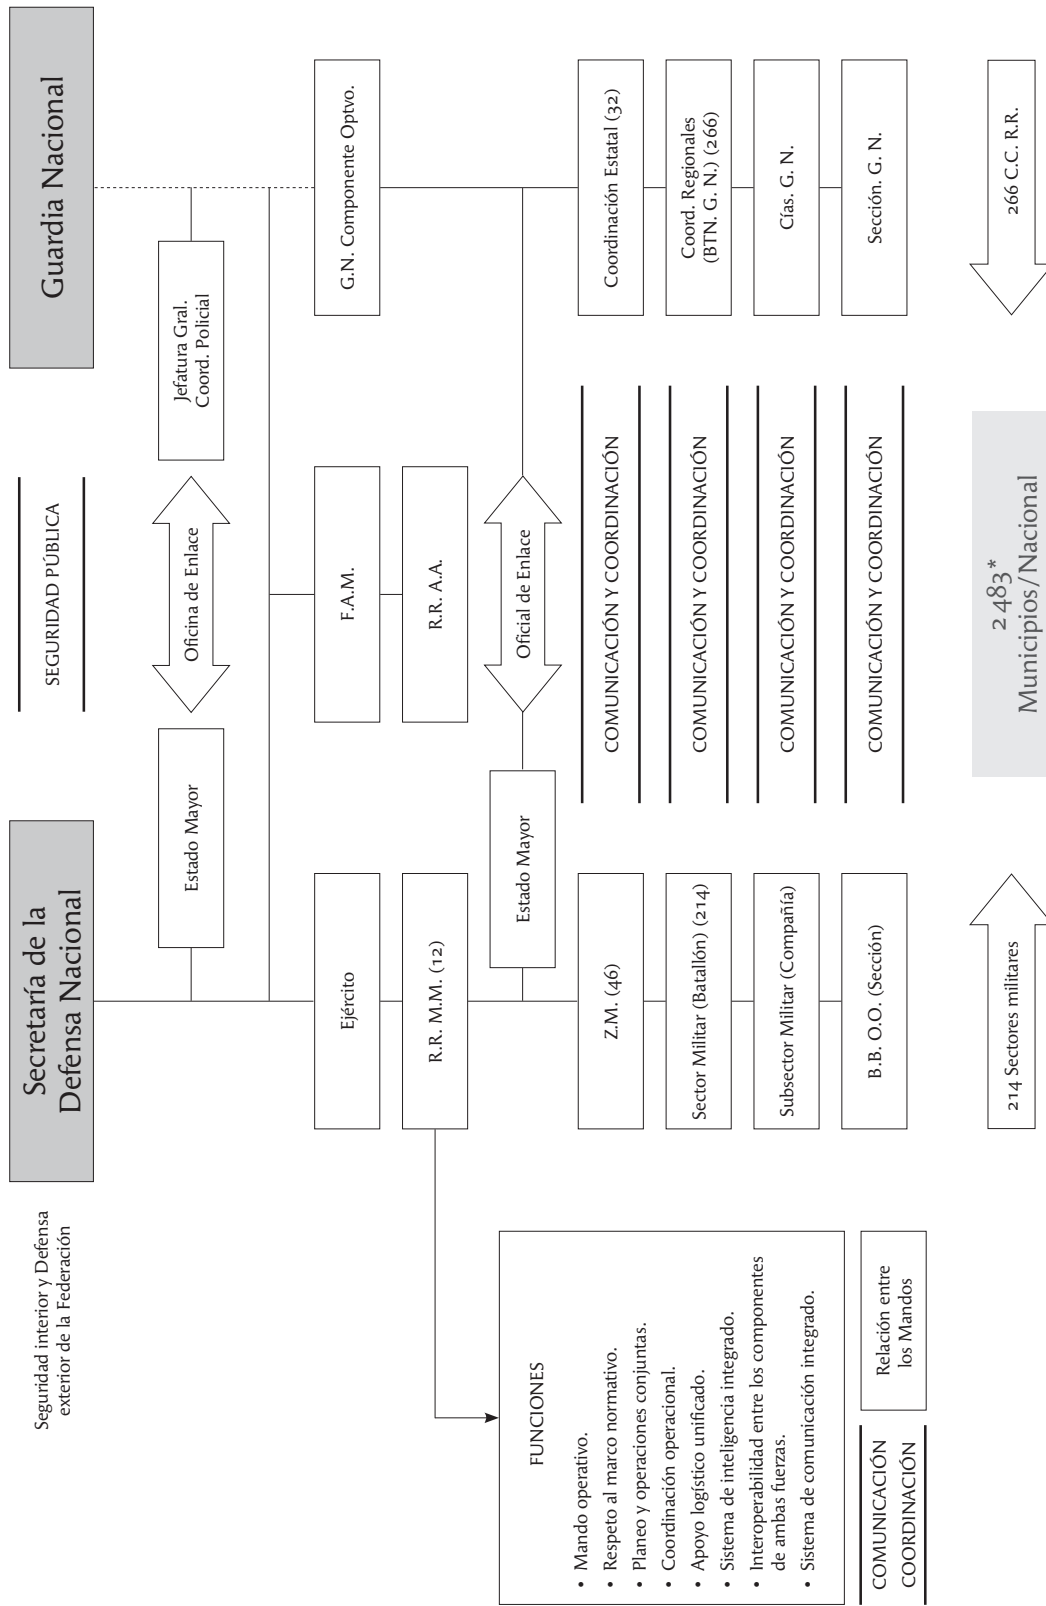 Seguridad interior y Defensa
exterior de la Federación
Secretaría de la
Defensa Nacional
SEGURIDAD PÚBLICA
Guardia Nacional
Estado Mayor
Oficina de Enlace
Jefatura Gral.
Coord. Policial
Ejército
F.A.M.
G.N. Componente Optvo.
R.R. M.M. (12)
R.R. A.A.
Estado Mayor
Oficial de Enlace
Z.M. (46)
COMUNICACIÓN Y COORDINACIÓN
Coordinación Estatal (32)
Sector Militar (Batallón) (214)
COMUNICACIÓN Y COORDINACIÓN
Coord. Regionales
(BTN. G. N.) (266)
Subsector Militar (Compañía)
COMUNICACIÓN Y COORDINACIÓN
Cías. G. N.
B.B. O.O. (Sección)
COMUNICACIÓN Y COORDINACIÓN
Sección. G. N.
FUNCIONES
• Mando operativo.
• Respeto al marco normativo.
• Planeo y operaciones conjuntas.
• Coordinación operacional.
• Apoyo logístico unificado.
• Sistema de inteligencia integrado.
• Interoperabilidad entre los componentes
de ambas fuerzas.
• Sistema de comunicación integrado.
COMUNICACIÓN
COORDINACIÓN
Relación entre
los Mandos
214 Sectores militares
2 483*
Municipios/Nacional
266 C.C. R.R.